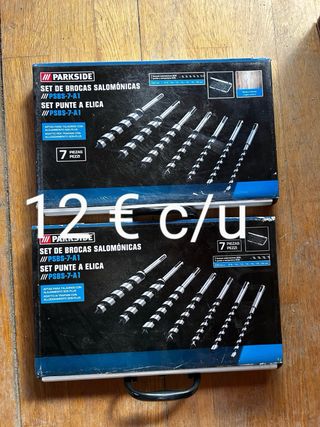 /// PARKSIDE
SET DE BROCAS SALOMÓNICAS
/// PSBS-7-A1
SET PUNTE A ELICA
/// PSBS-7-A1
7 PIEZAS
PEZZI
12 € c/u
/// PARKSIDE
SET DE BROCAS SALOMÓNICAS
/// PSBS-7-A1
SET PUNTE A ELICA
/// PSBS-7-A1
7 PIEZAS
PEZZI